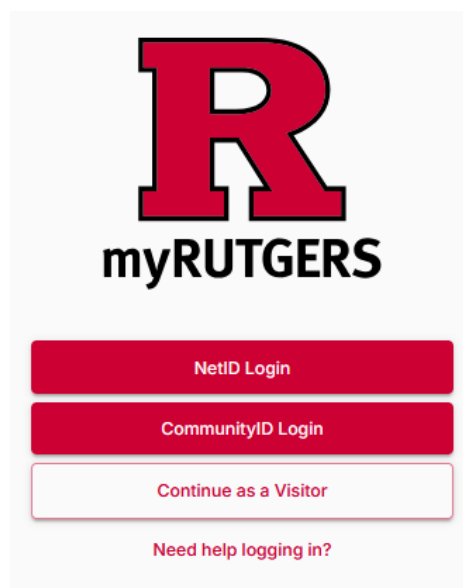 R
myRUTGERS
NetID Login
CommunityID Login
Continue as a Visitor
Need help logging in?